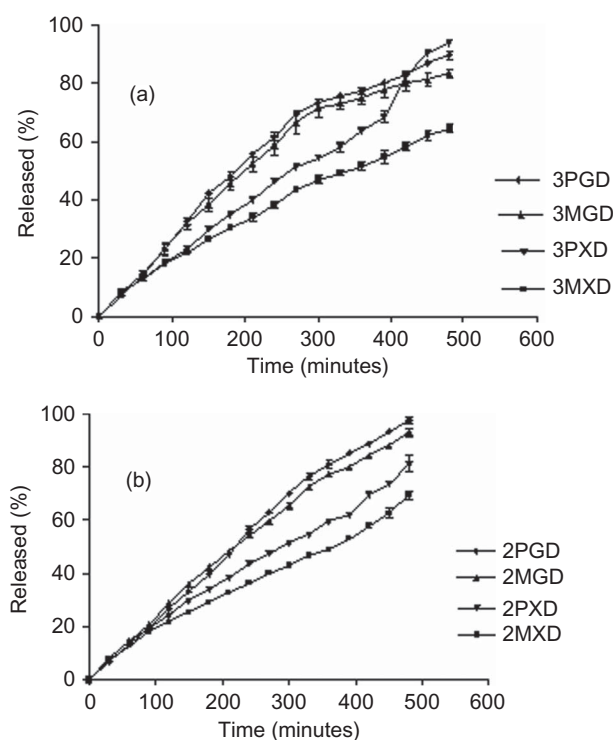 100
80
60
40
20
0
Released (%)
(a)
3PGD
3MGD
3PXD
3MXD
0 100 200 300 400 500 600
Time (minutes)
100
80
60
40
20
0
Released (%)
(b)
2PGD
2MGD
2PXD
2MXD
0 100 200 300 400 500 600
Time (minutes)